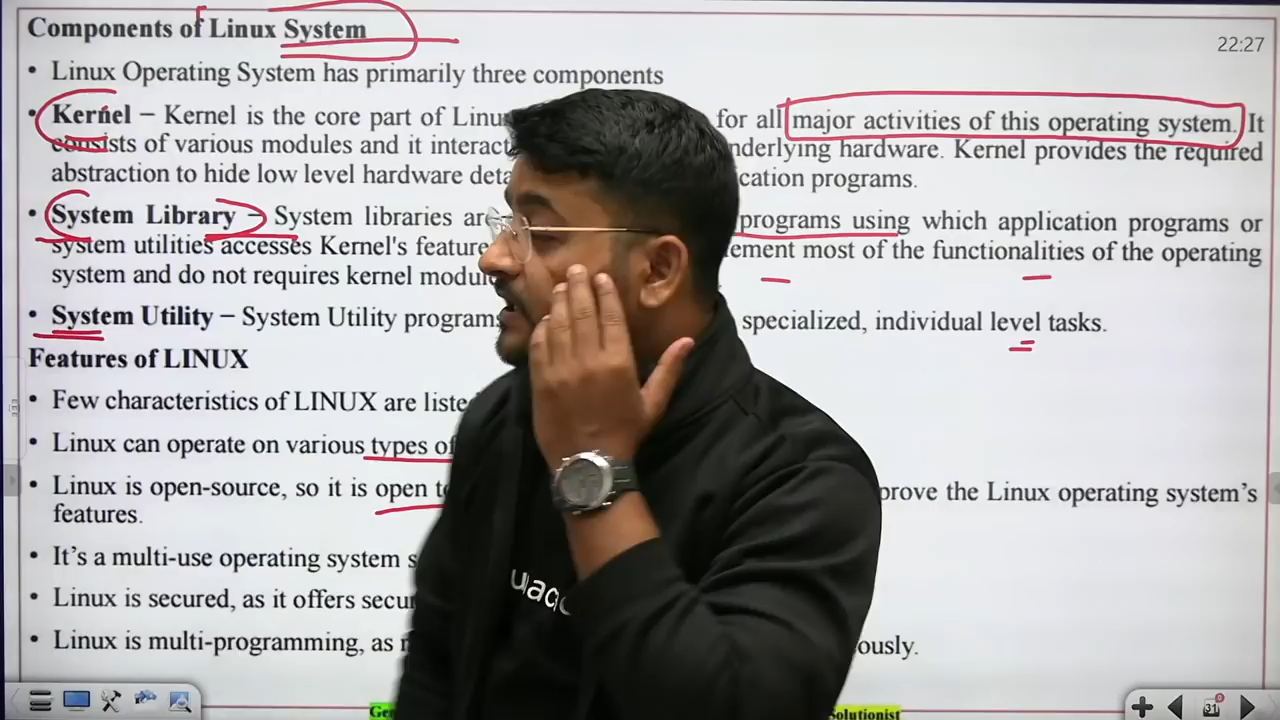 Components of Linux System
22:27
• Linux Operating System has primarily three components
• Kernel – Kernel is the core part of Linu for all major activities of this operating system. It
consists of various modules and it interact nderlying hardware. Kernel provides the required
abstraction to hide low level hardware deta cation programs.
• System Library – System libraries are programs using which application programs or
system utilities accesses Kernel's feature ement most of the functionalities of the operating
system and do not requires kernel modul
• System Utility – System Utility programs specialized, individual level tasks.
Features of LINUX
• Few characteristics of LINUX are liste
• Linux can operate on various types of
• Linux is open-source, so it is open t prove the Linux operating system's
features.
• It's a multi-use operating system s
• Linux is secured, as it offers secur
• Linux is multi-programming, as ously.
Ge Solutionist
31